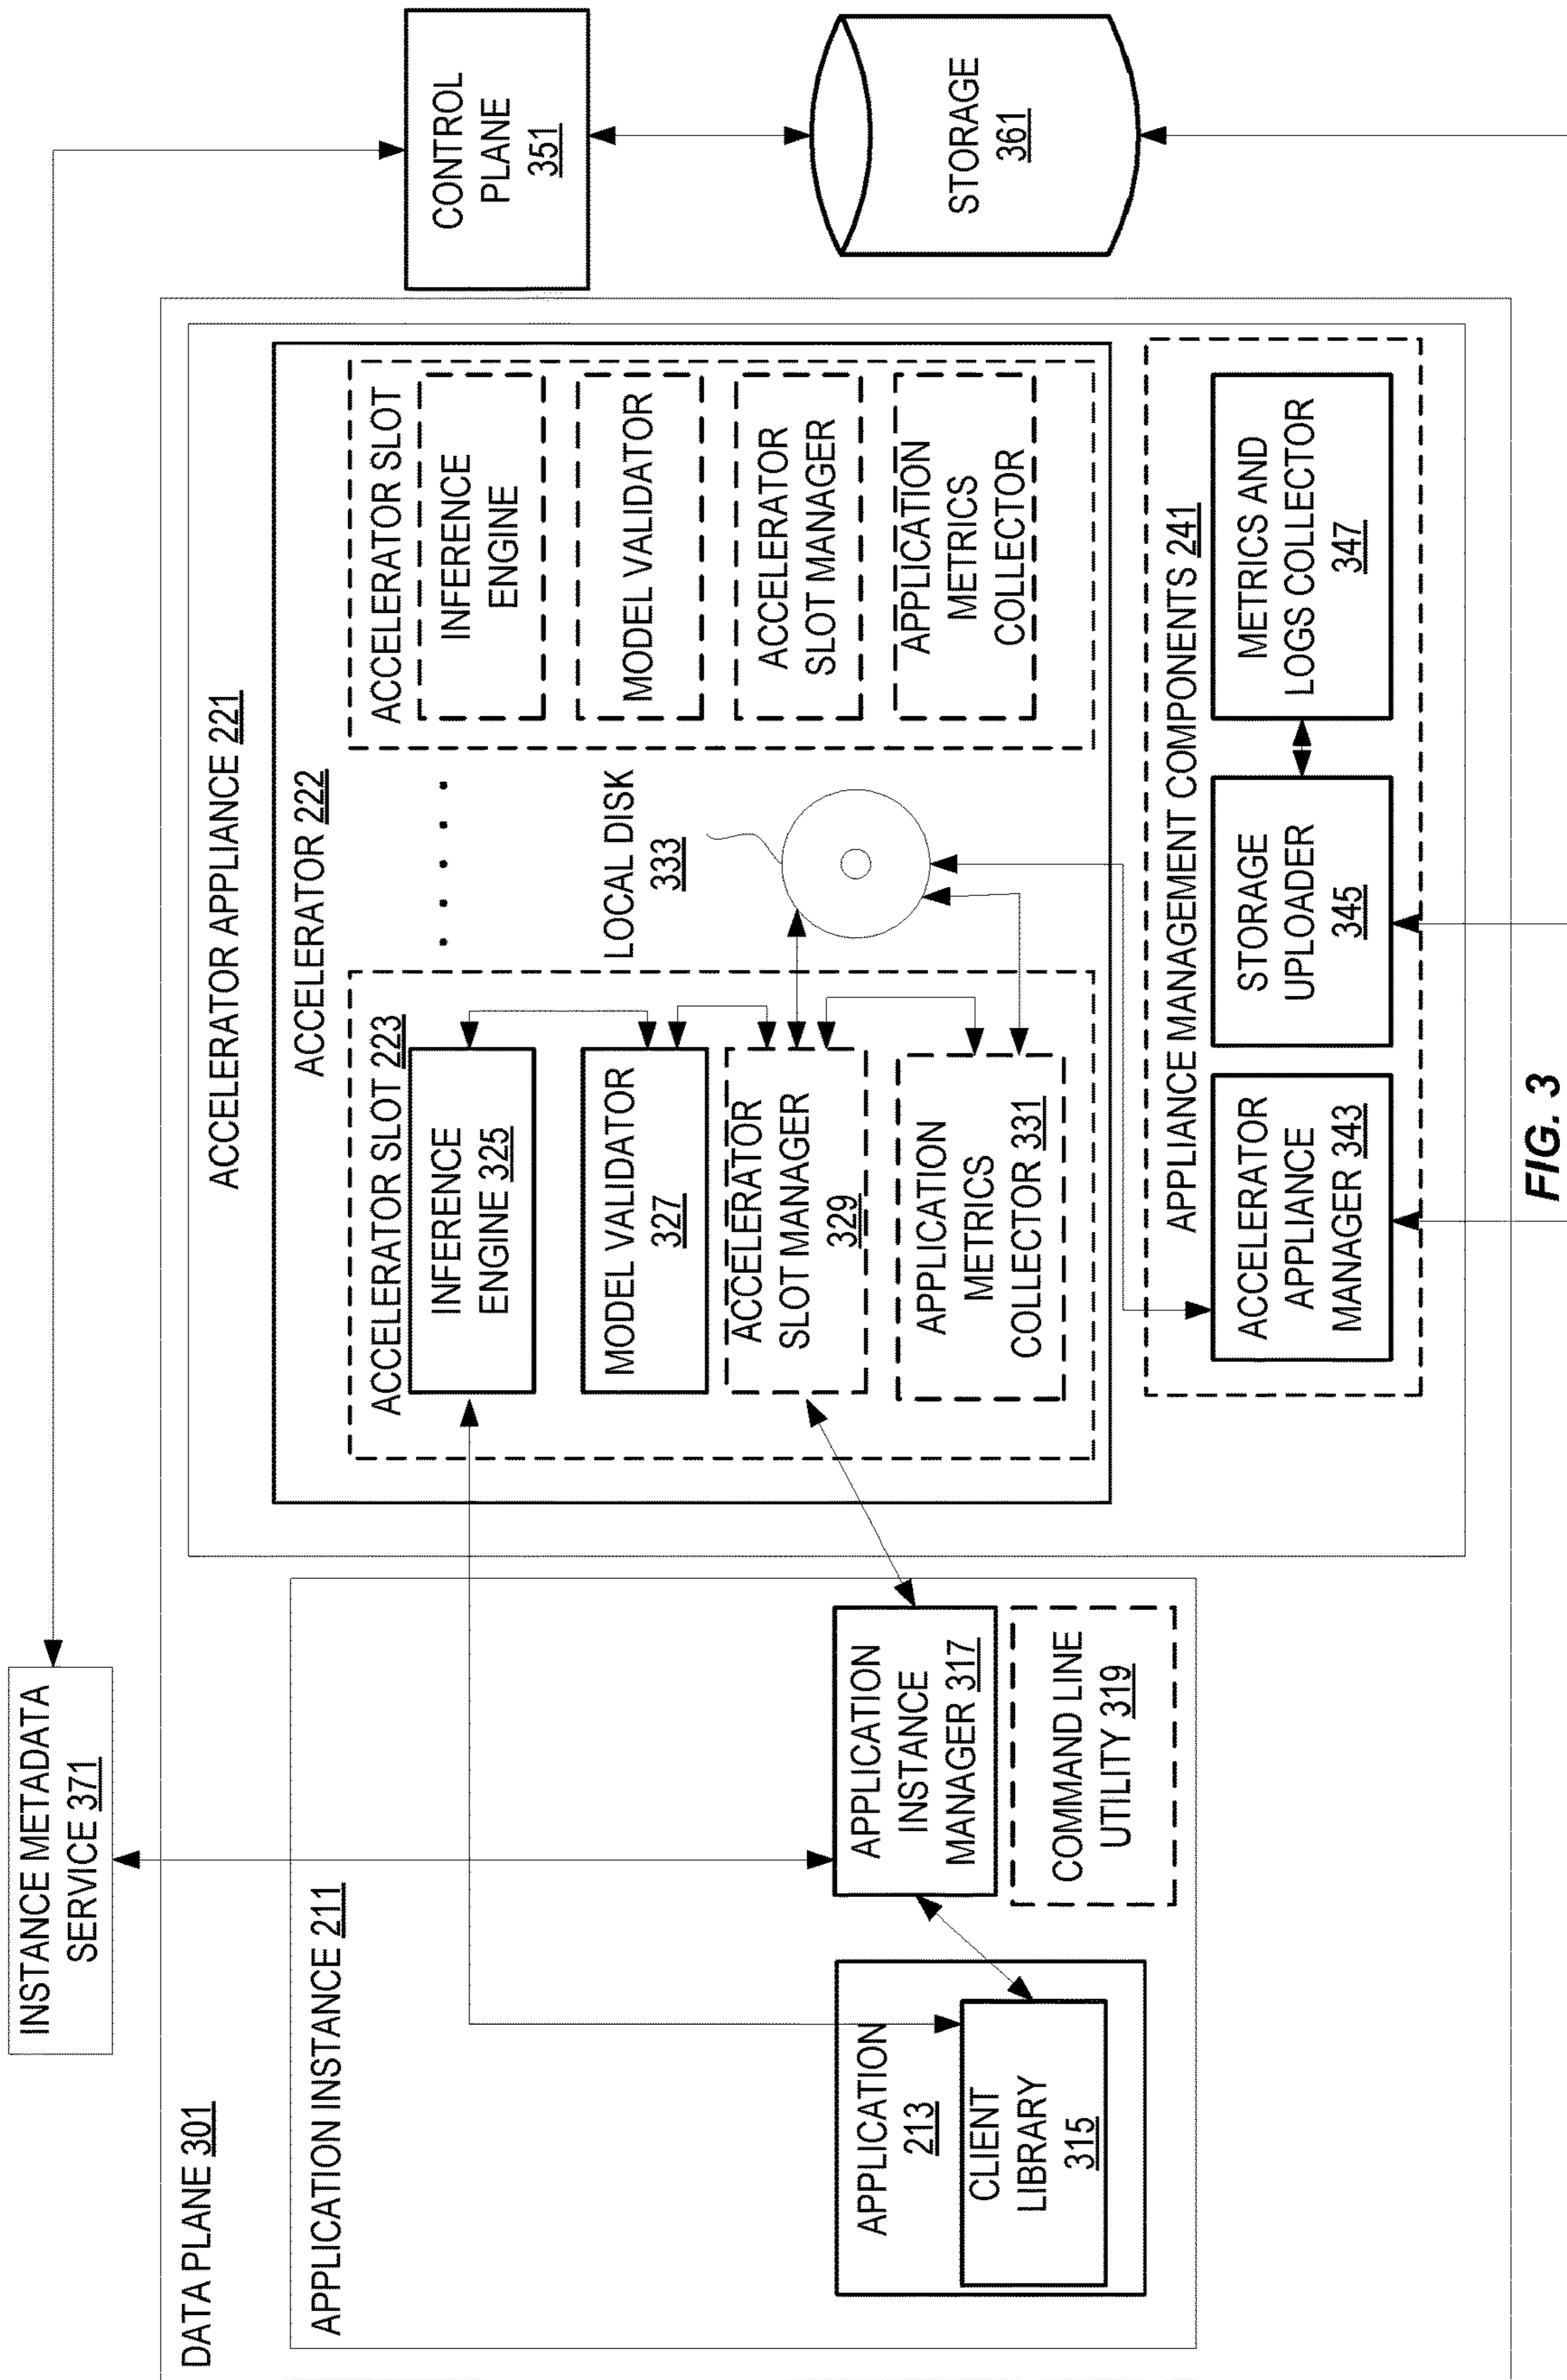 INSTANCE METADATA
SERVICE 371
DATA PLANE 301
APPLICATION INSTANCE 211
APPLICATION
213
CLIENT
LIBRARY
315
APPLICATION
INSTANCE
MANAGER 317
COMMAND LINE
UTILITY 319
ACCELERATOR APPLIANCE 221
ACCELERATOR 222
ACCELERATOR SLOT 223
INFERENCE
ENGINE 325
MODEL VALIDATOR
327
ACCELERATOR
SLOT MANAGER
329
APPLICATION
METRICS
COLLECTOR 331
LOCAL DISK
333
ACCELERATOR SLOT
INFERENCE
ENGINE
MODEL VALIDATOR
ACCELERATOR
SLOT MANAGER
APPLICATION
METRICS
COLLECTOR
APPLIANCE MANAGEMENT COMPONENTS 241
ACCELERATOR
APPLIANCE
MANAGER 343
STORAGE
UPLOADER
345
METRICS AND
LOGS COLLECTOR
347
CONTROL
PLANE
351
STORAGE
361
FIG. 3